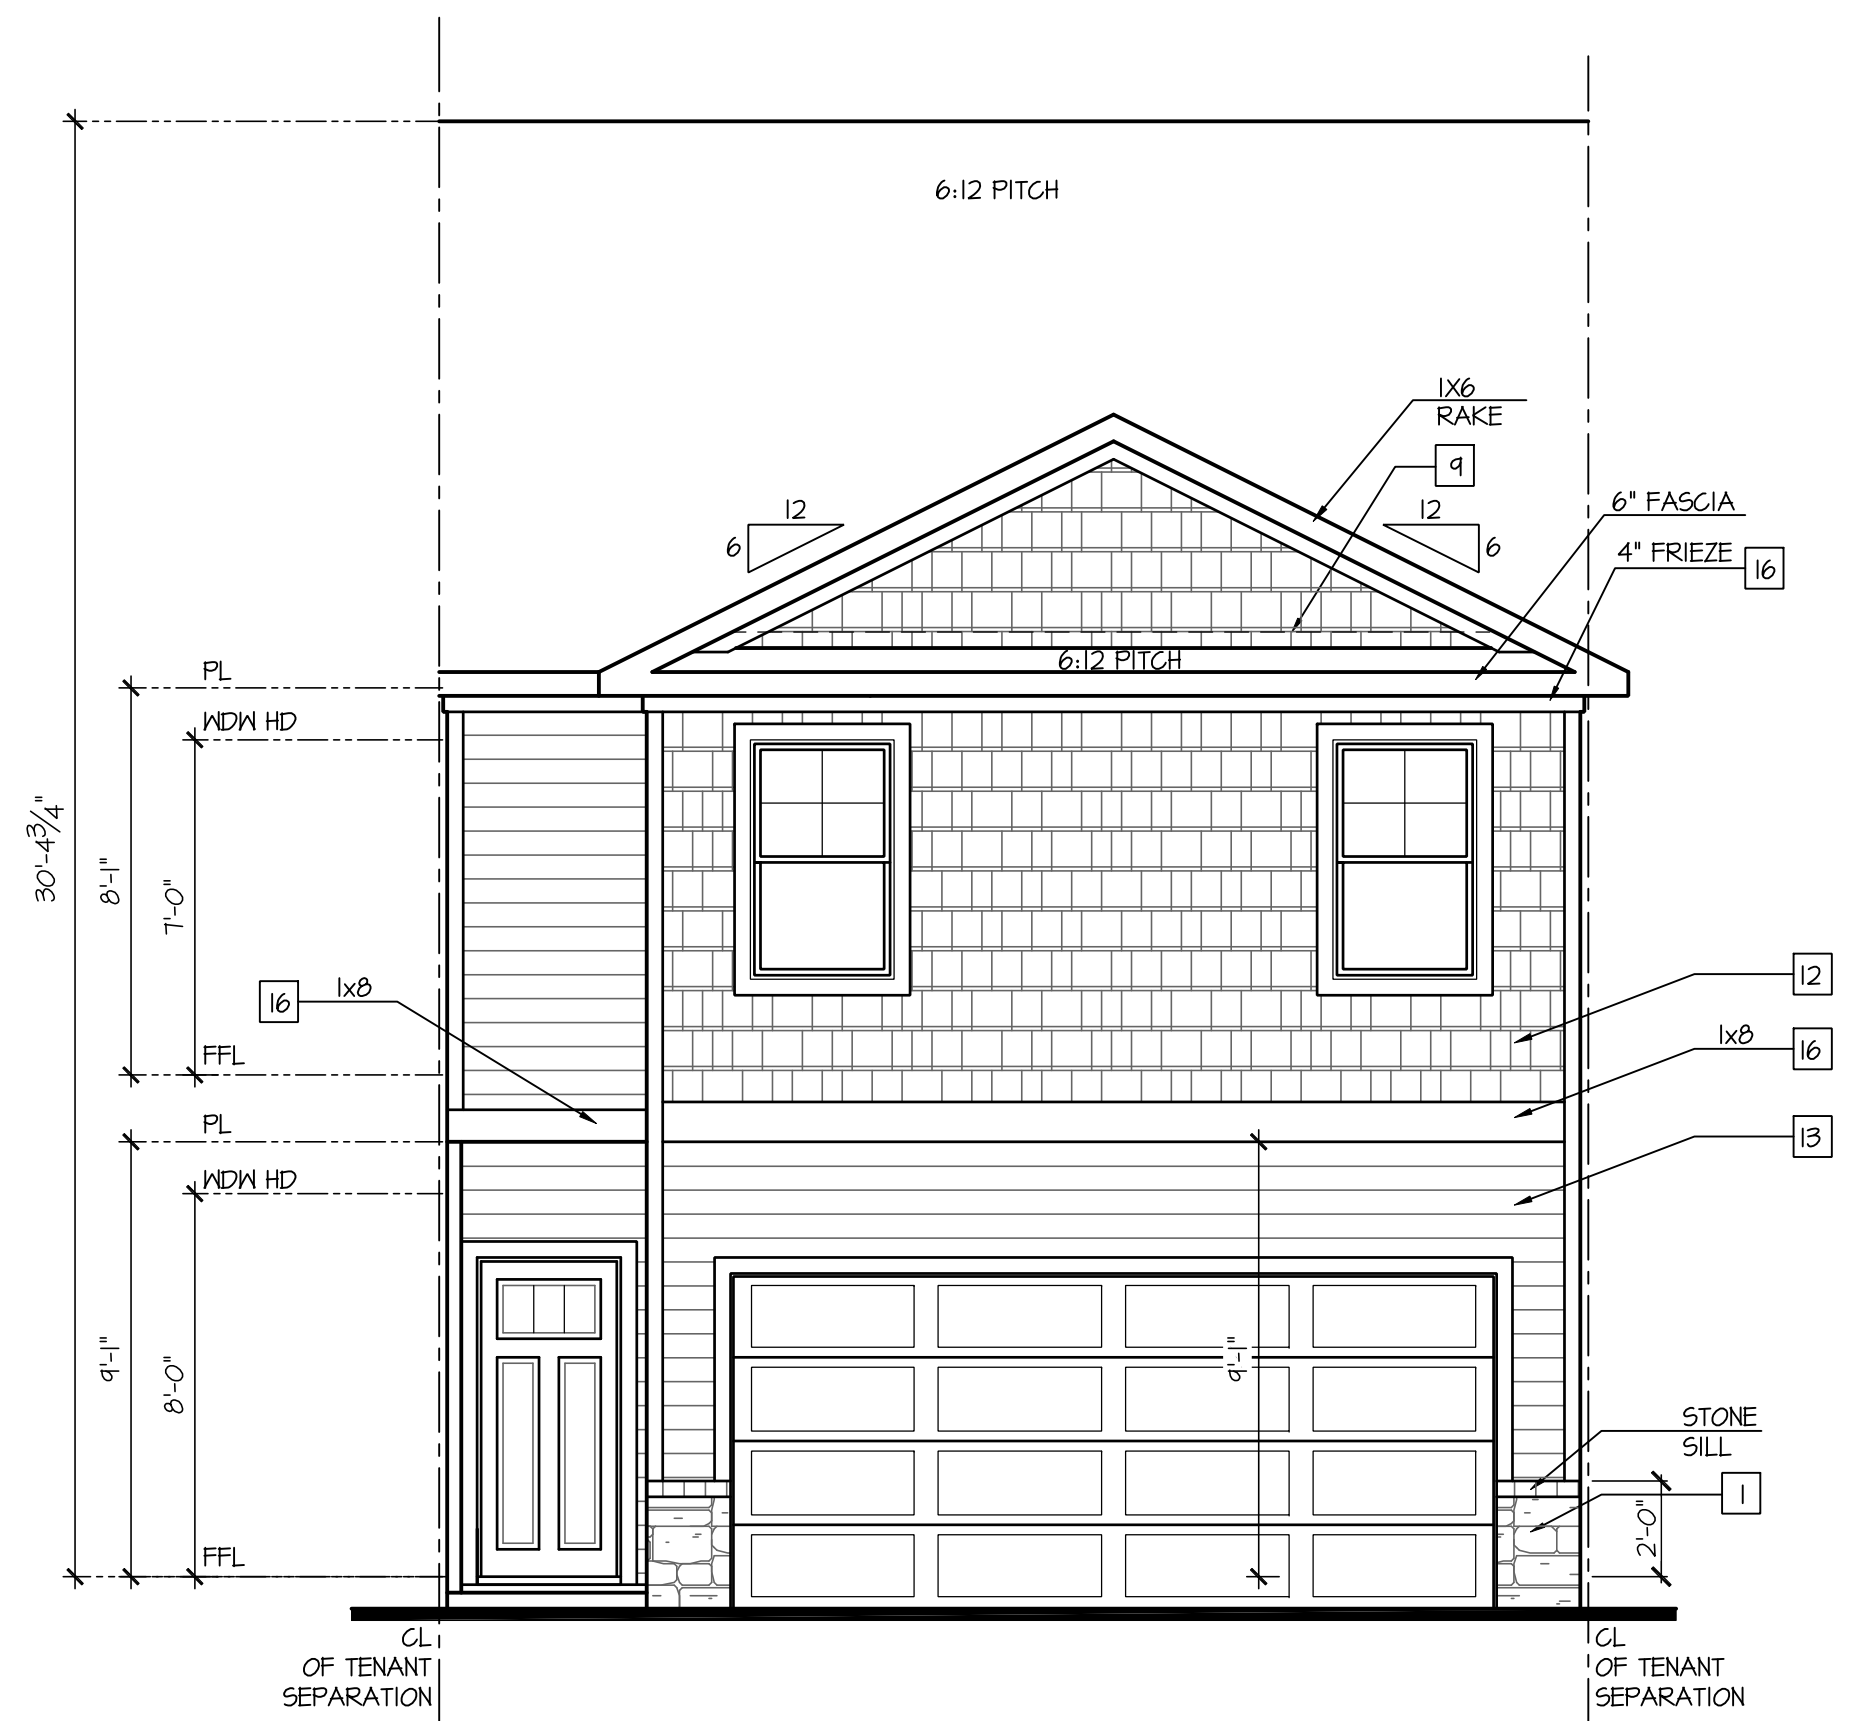 6:12 PITCH
1X6
RAKE
9
12
6
12
6
6" FASCIA
4" FRIEZE
16
6:12 PITCH
PL
WDW HD
30'-4 3/4"
8'-1"
7'-0"
16
1x8
12
1x8
16
FFL
PL
13
WDW HD
9'-1"
8'-0"
9'-1"
STONE
SILL
1
2'-0"
FFL
CL
OF TENANT
SEPARATION
CL
OF TENANT
SEPARATION